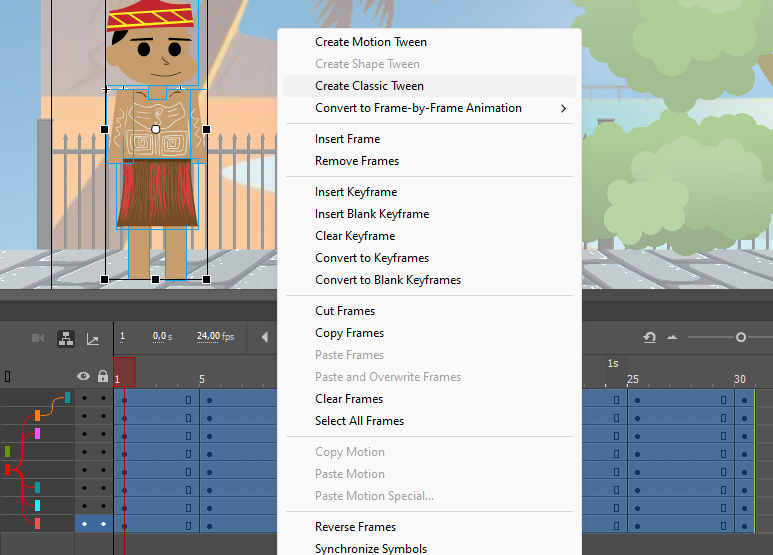 Create Motion Tween
Create Shape Tween
Create Classic Tween
Convert to Frame-by-Frame Animation
Insert Frame
Remove Frames
Insert Keyframe
Insert Blank Keyframe
Clear Keyframe
Convert to Keyframes
Convert to Blank Keyframes
Cut Frames
Copy Frames
Paste Frames
Paste and Overwrite Frames
Clear Frames
Select All Frames
Copy Motion
Paste Motion
Paste Motion Special...
Reverse Frames
Synchronize Symbols
1 0,0 s 24,00 fps
1s
1 5 25 30